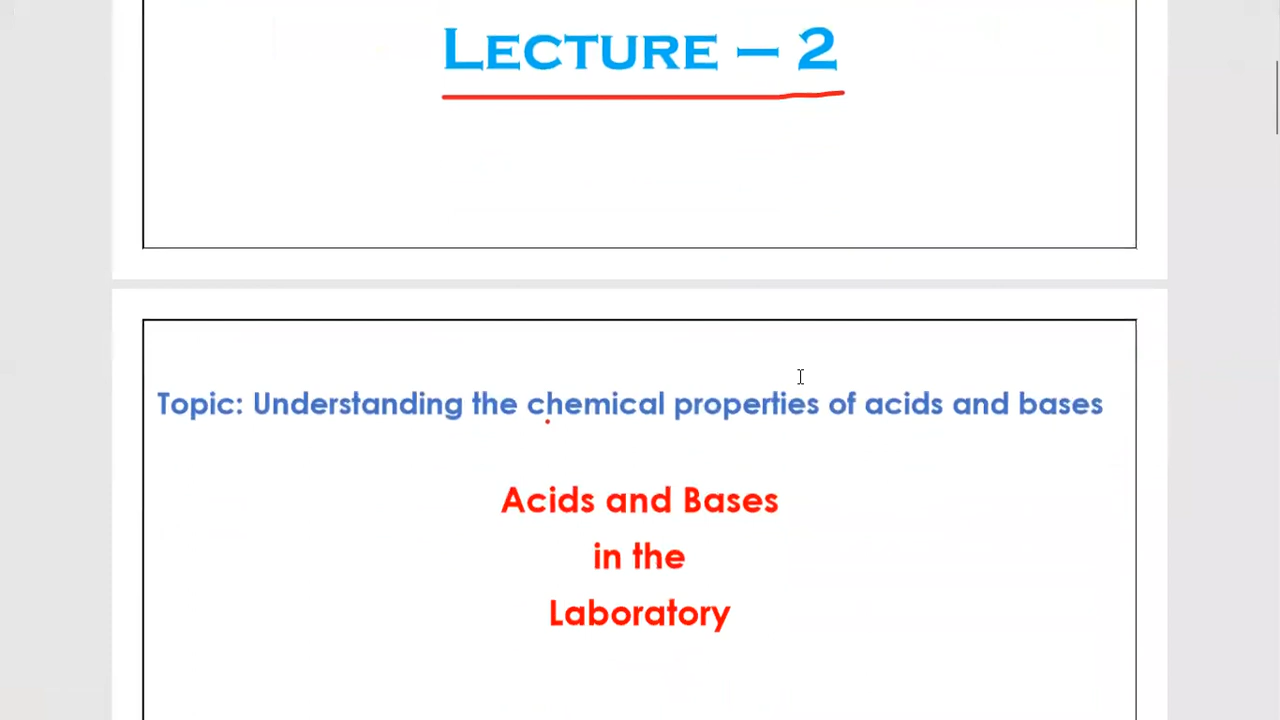 LECTURE – 2
Topic: Understanding the chemical properties of acids and bases
Acids and Bases
in the
Laboratory